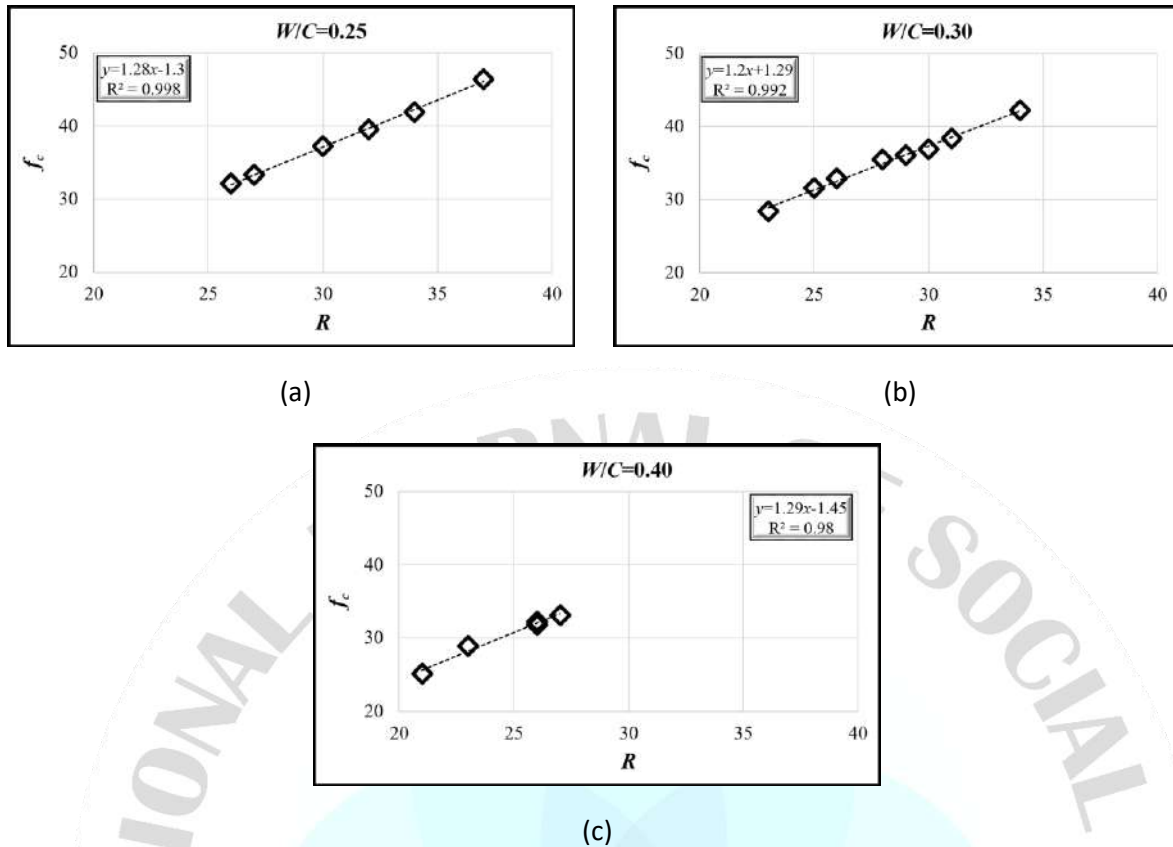 W/C=0.25
y=1.28x-1.3
R² = 0.998
50
40
30
20
f_c
20 25 30 35 40
R
(a)
W/C=0.30
y=1.2x+1.29
R² = 0.992
50
40
30
20
f_c
20 25 30 35 40
R
(b)
W/C=0.40
y=1.29x-1.45
R² = 0.98
50
40
30
20
f_c
20 25 30 35 40
R
(c)
IONAL RNAL SOCIAL